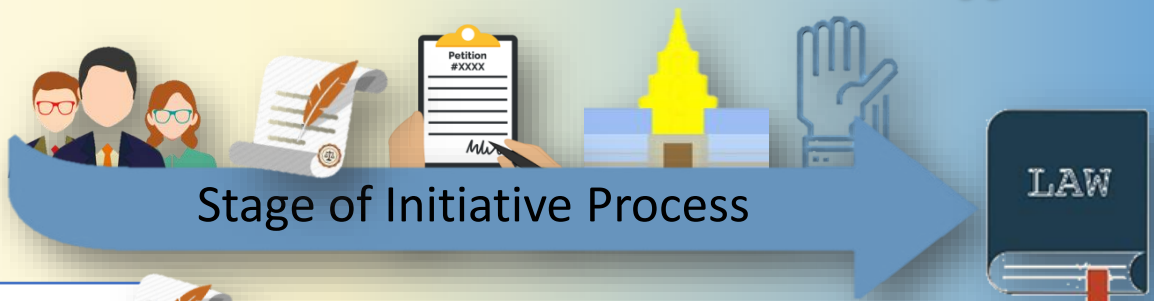 Petition
#XXXX
Stage of Initiative Process
LAW